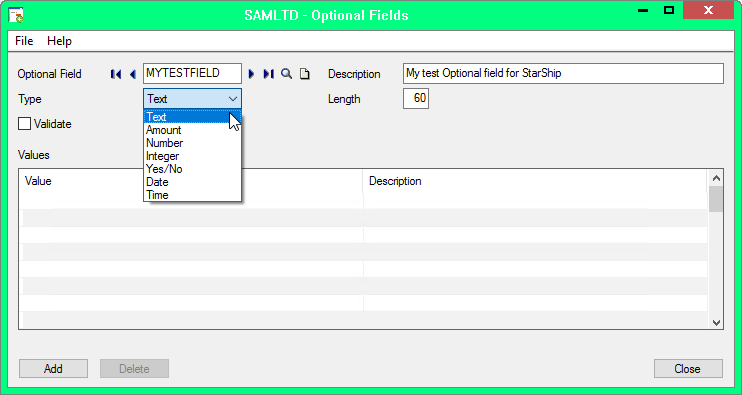 SAMLTD - Optional Fields
File Help
Optional Field MYTESTFIELD Description My test Optional field for StarShip
Type Text Length 60
Validate
Text
Amount
Number
Integer
Yes/No
Date
Time
Values
Value Description
Add Delete Close